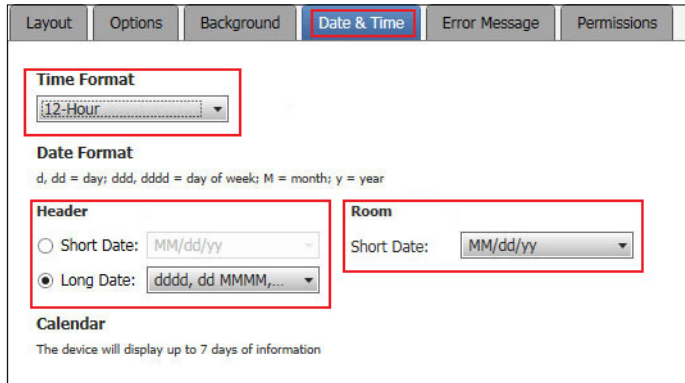 Layout Options Background Date & Time Error Message Permissions
Time Format
12-Hour
Date Format
d, dd = day; ddd, dddd = day of week; M = month; y = year
Header Room
Short Date: MM/dd/yy Short Date: MM/dd/yy
Long Date: dddd, dd MMMM,...
Calendar
The device will display up to 7 days of information